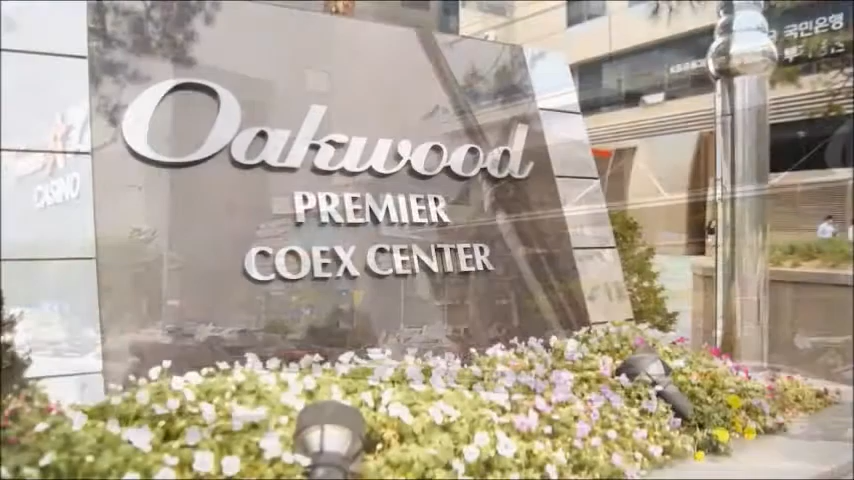 Oakwood
PREMIER
COEX CENTER
CASINO
국민은행